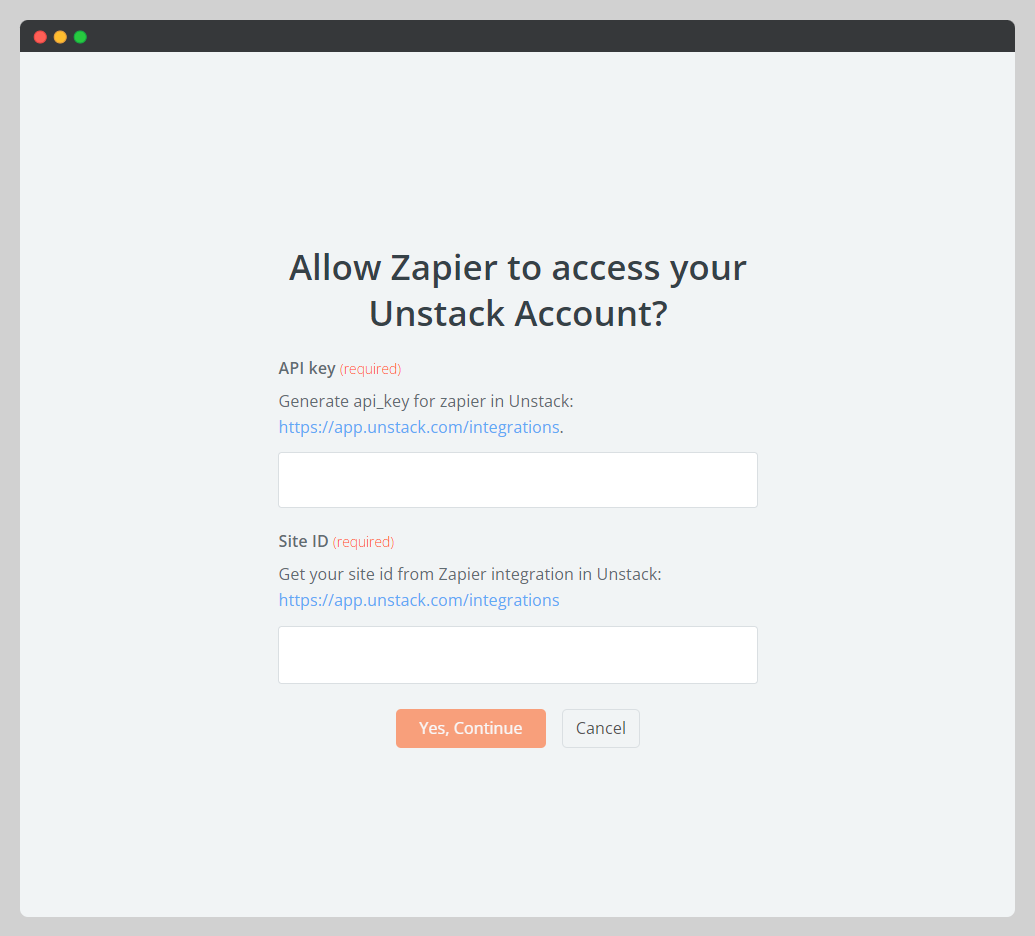 Allow Zapier to access your
Unstack Account?
API key (required)
Generate api_key for zapier in Unstack:
https://app.unstack.com/integrations.
Site ID (required)
Get your site id from Zapier integration in Unstack:
https://app.unstack.com/integrations
Yes, Continue
Cancel